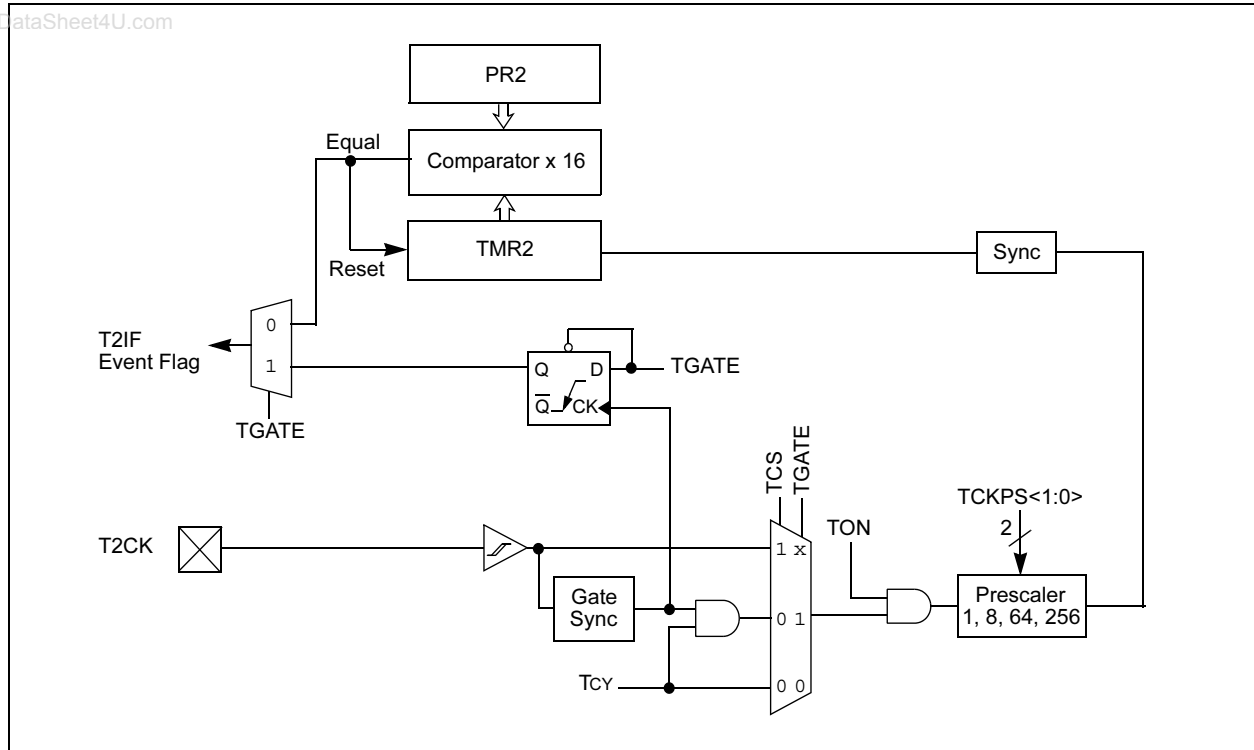 DataSheet4U.com
PR2
Equal
Comparator x 16
TMR2
Reset
Sync
0
T2IF
Event Flag
1
Q D
TGATE
Q CK
TGATE
TCS
TGATE
TCKPS<1:0>
2
TON
T2CK
1 x
Gate
Sync
0 1
Prescaler
1, 8, 64, 256
TCY
0 0